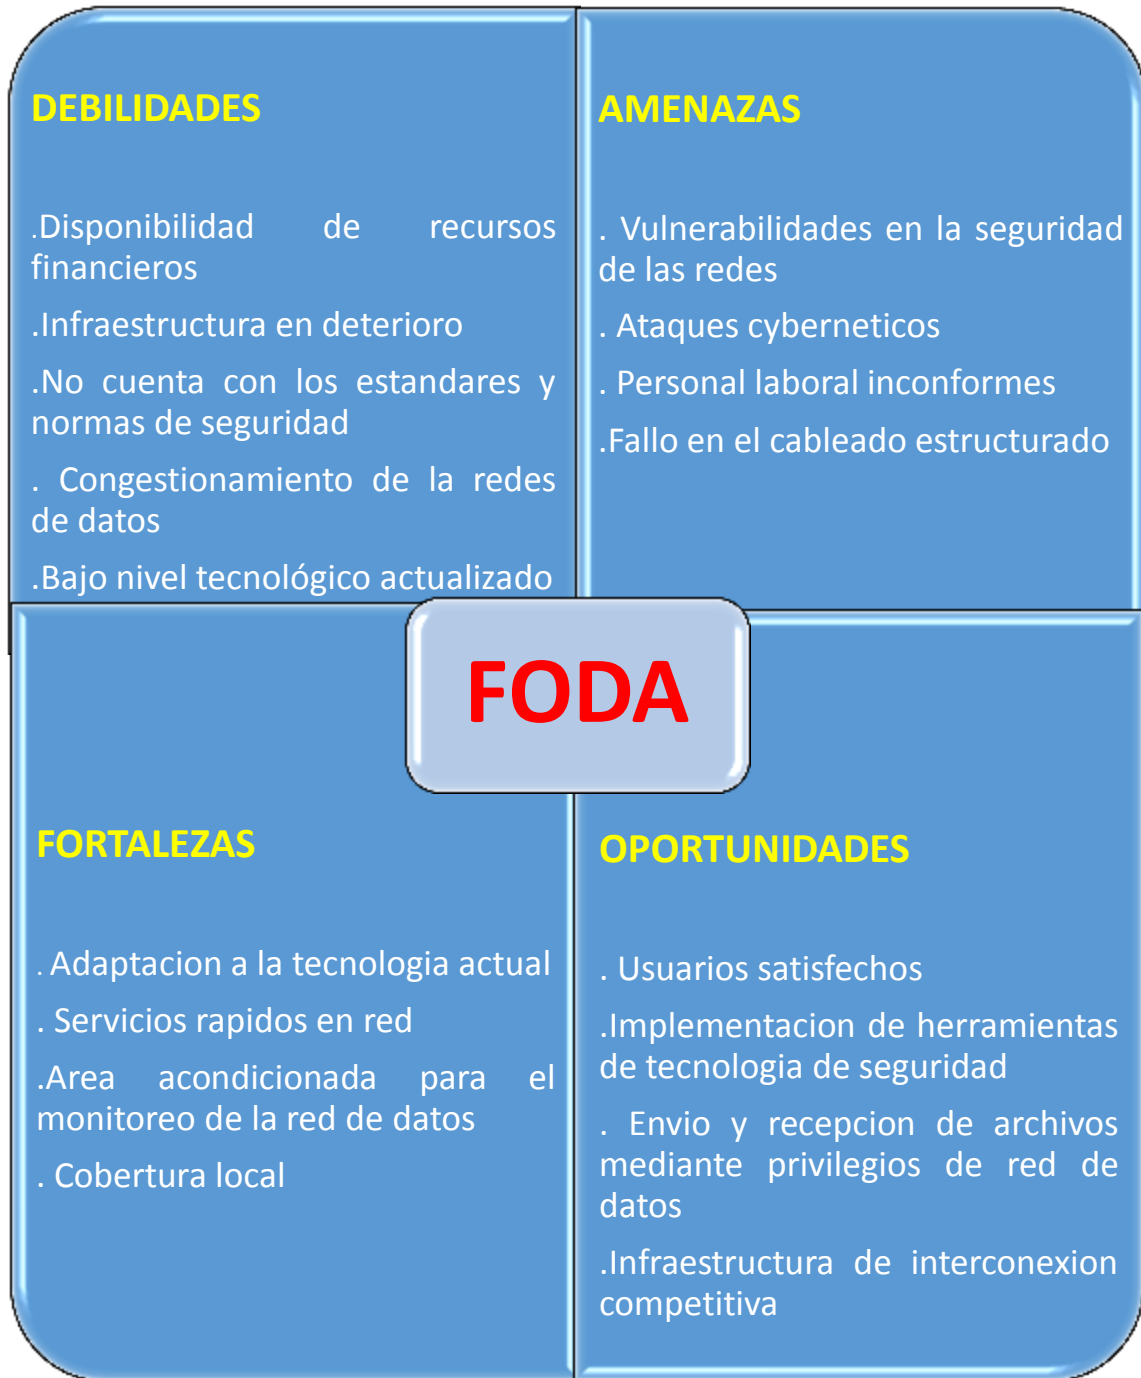 DEBILIDADES
.Disponibilidad de recursos
financieros
.Infraestructura en deterioro
.No cuenta con los estandares y
normas de seguridad
. Congestionamiento de la redes
de datos
.Bajo nivel tecnológico actualizado
AMENAZAS
. Vulnerabilidades en la seguridad
de las redes
. Ataques cyberneticos
. Personal laboral inconformes
.Fallo en el cableado estructurado
FODA
FORTALEZAS
. Adaptacion a la tecnologia actual
. Servicios rapidos en red
.Area acondicionada para el
monitoreo de la red de datos
. Cobertura local
OPORTUNIDADES
. Usuarios satisfechos
.Implementacion de herramientas
de tecnologia de seguridad
. Envio y recepcion de archivos
mediante privilegios de red de
datos
.Infraestructura de interconexion
competitiva